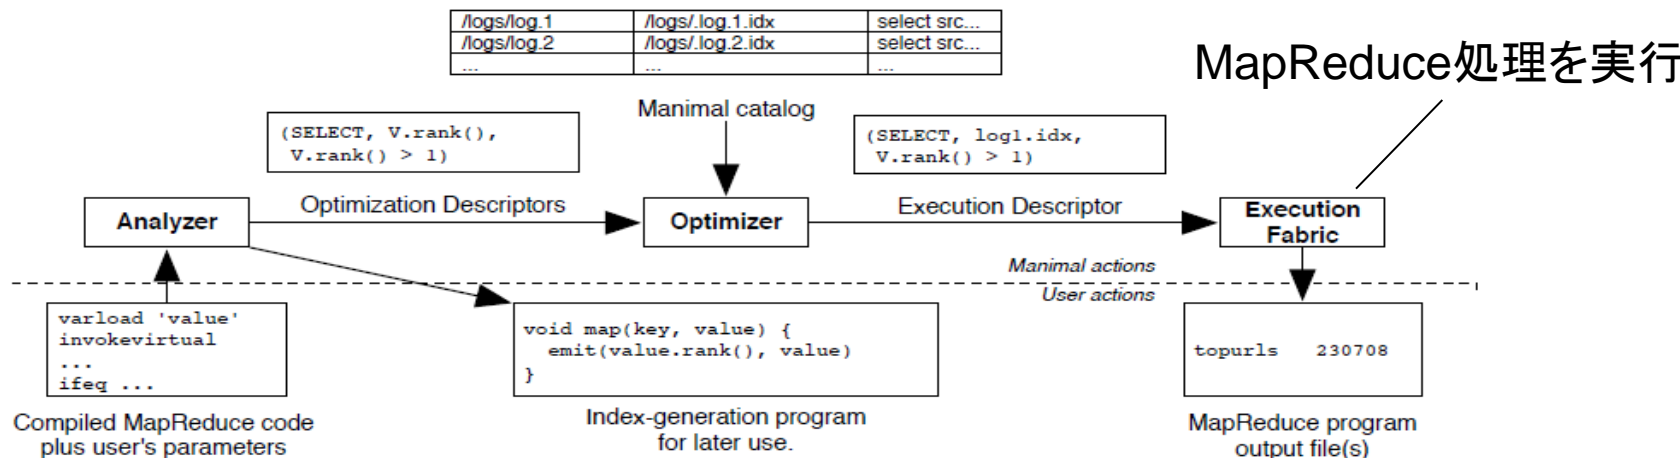 /logs/log.1 /logs/.log.1.idx select src...
/logs/log.2 /logs/.log.2.idx select src...
... ... ...
MapReduce処理を実行
Manimal catalog
(SELECT, V.rank(),
V.rank() > 1)
(SELECT, log1.idx,
V.rank() > 1)
Analyzer
Optimization Descriptors
Optimizer
Execution Descriptor
Execution
Fabric
Manimal actions
User actions
varload 'value'
invokevirtual
...
ifeq ...
Compiled MapReduce code
plus user's parameters
void map(key, value) {
emit(value.rank(), value)
}
Index-generation program
for later use.
topurls 230708
MapReduce program
output file(s)